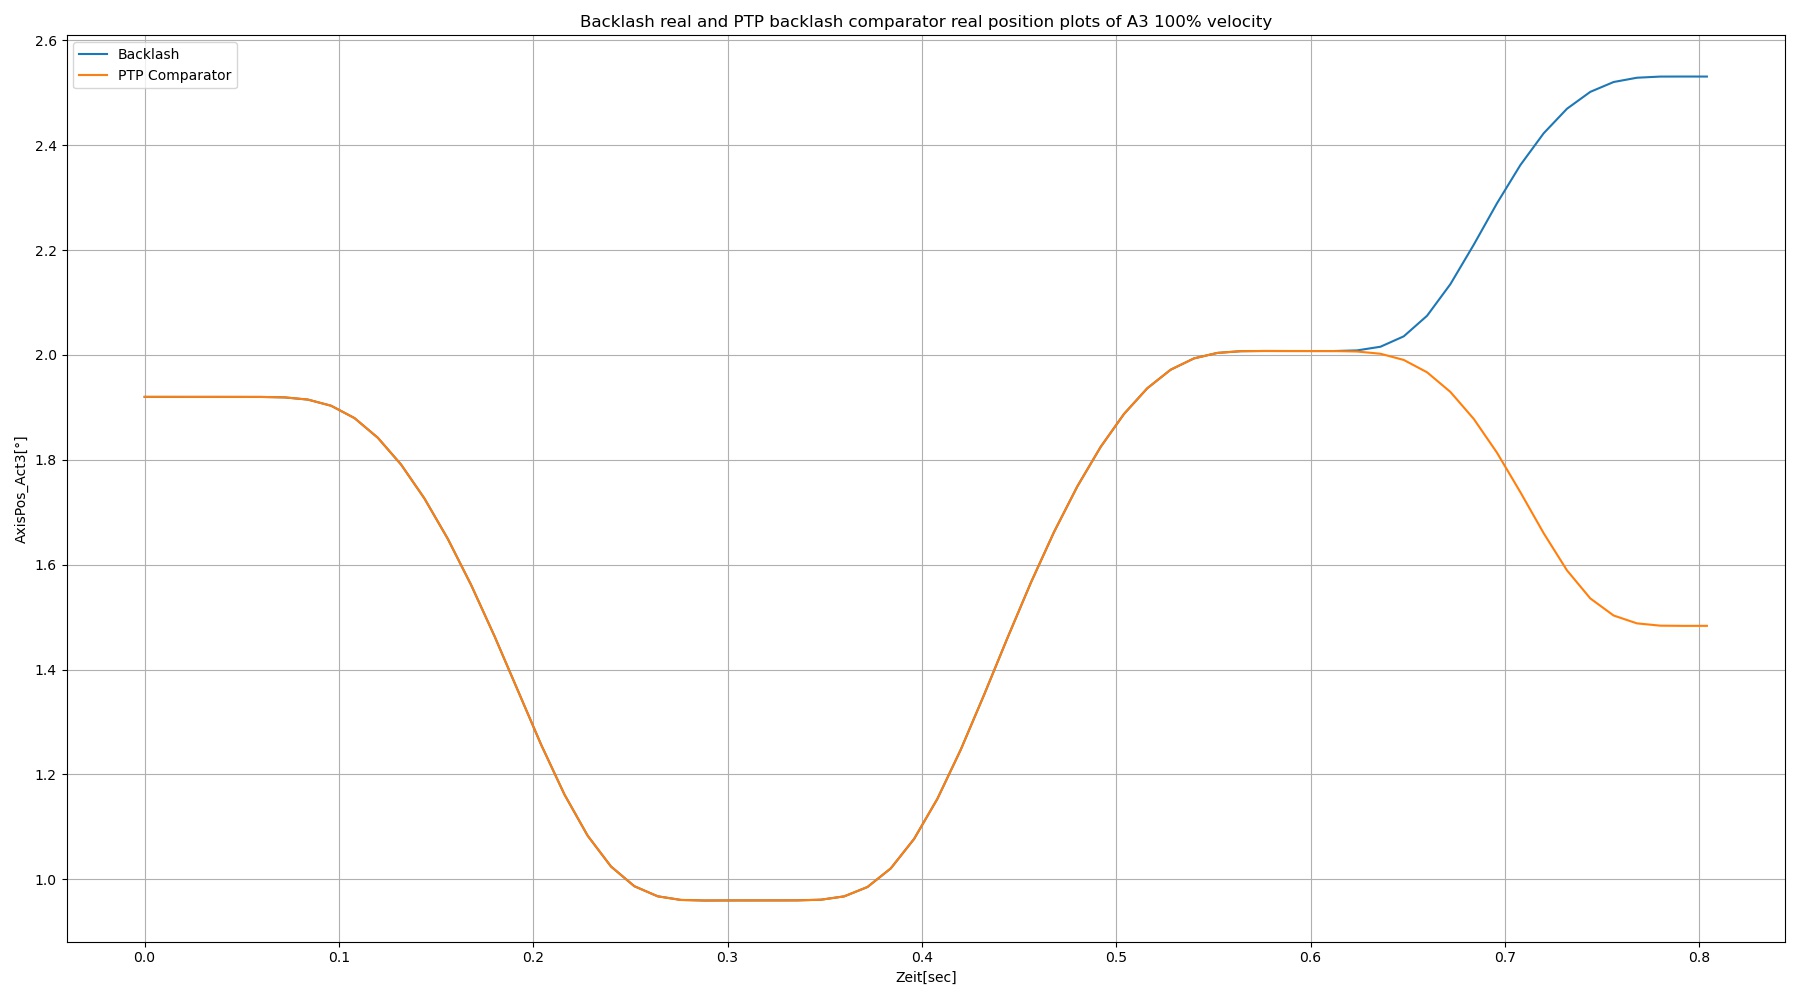 Backlash real and PTP backlash comparator real position plots of A3 100% velocity
Backlash
PTP Comparator
AxisPos_Act3[°]
2.6
2.4
2.2
2.0
1.8
1.6
1.4
1.2
1.0
0.0 0.1 0.2 0.3 0.4 0.5 0.6 0.7 0.8
Zeit[sec]